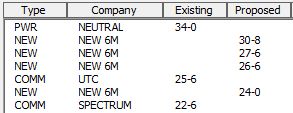 Type Company Existing Proposed
PWR NEUTRAL 34-0
NEW NEW 6M 30-8
NEW NEW 6M 27-6
NEW NEW 6M 26-6
COMM UTC 25-6
NEW NEW 6M 24-0
COMM SPECTRUM 22-6